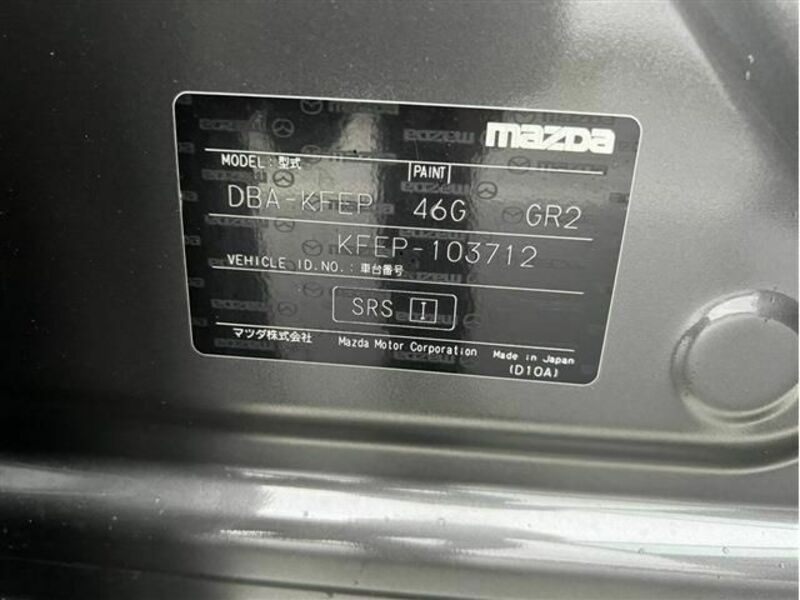 mazda
MODEL:型式 PAINT
DBA-KFEP 46G GR2
KFEP-103712
VEHICLE ID.NO.:車台番号
SRS I
マツダ株式会社 Mazda Motor Corporation Made in Japan
(D10A)